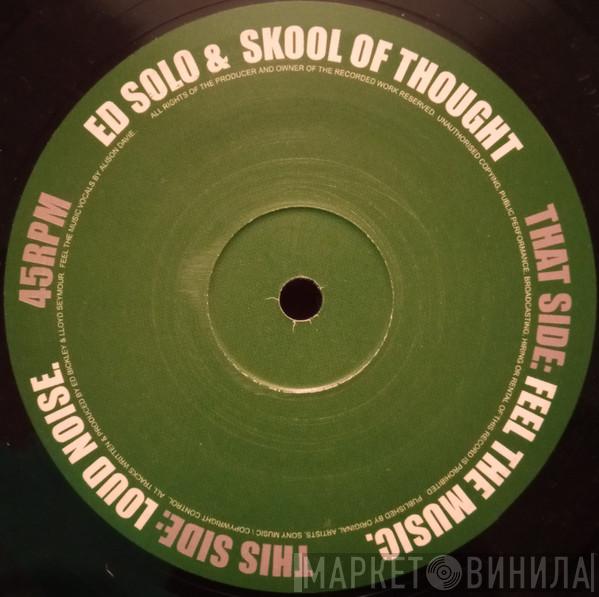 ED SOLO & SKOOL OF THOUGHT
THAT SIDE: FEEL THE MUSIC.
THIS SIDE: LOUD NOISE.
45RPM
ALL RIGHTS OF THE PRODUCER AND OWNER OF THE RECORDED WORK RESERVED. UNAUTHORISED COPYING, PUBLIC PERFORMANCE, BROADCASTING, HIRING OR RENTAL OF THIS RECORD IS PROHIBITED. PUBLISHED BY ORIGINAL ARTISTS, SONY MUSIC \ COPYWRIGHT CONTROL. ALL TRACKS WRITTEN & PRODUCED BY ED BICKLEY & LLOYD SEYMOUR. FEEL THE MUSIC VOCALS BY ALISON DAVIE.
МАРКЕТ ВИНИЛА